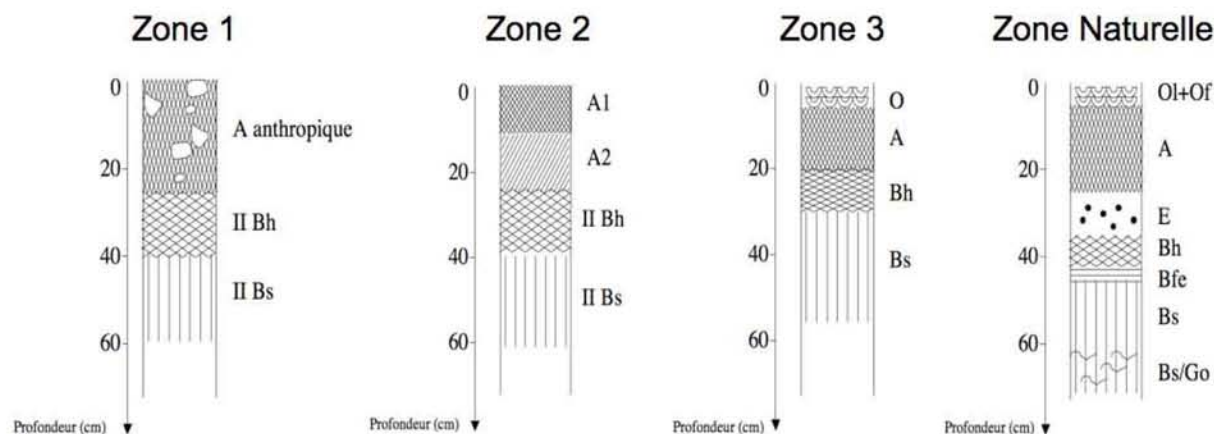 Zone 1
Zone 2
Zone 3
Zone Naturelle
0
20
40
60
A anthropique
II Bh
II Bs
Profondeur (cm)
0
20
40
60
A1
A2
II Bh
II Bs
Profondeur (cm)
0
20
40
60
O
A
Bh
Bs
Profondeur (cm)
0
20
40
60
Ol+Of
A
E
Bh
Bfe
Bs
Bs/Go
Profondeur (cm)